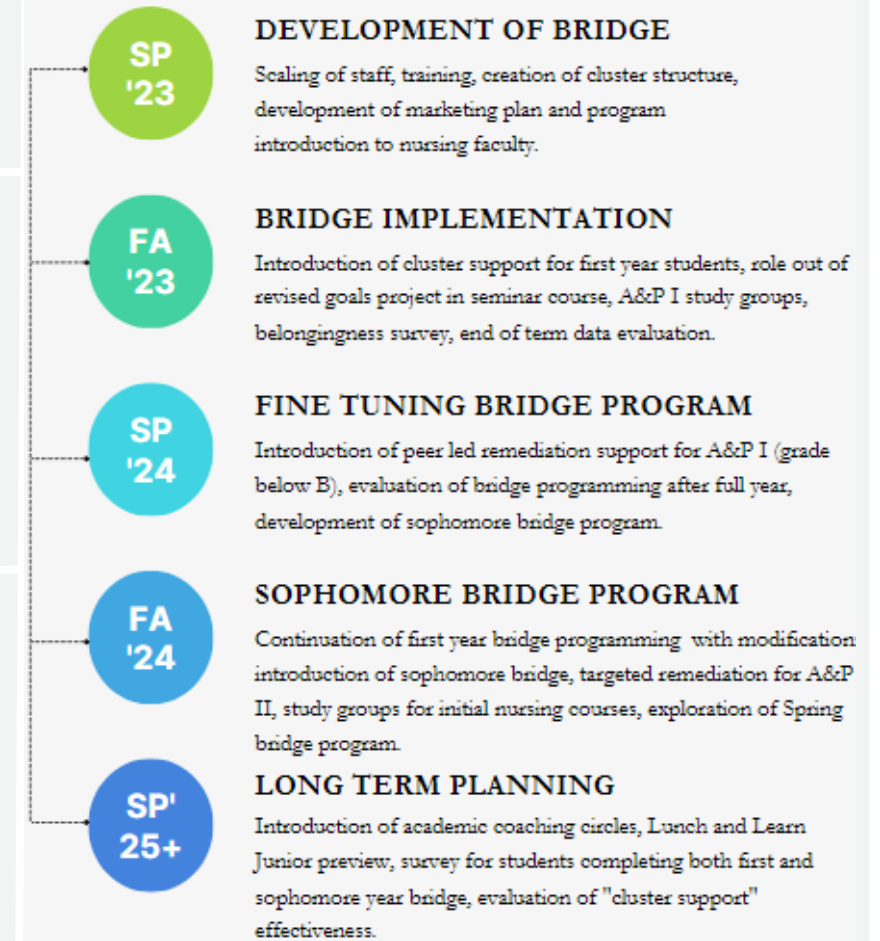 SP
'23
DEVELOPMENT OF BRIDGE
Scaling of staff, training, creation of cluster structure,
development of marketing plan and program
introduction to nursing faculty.
FA
'23
BRIDGE IMPLEMENTATION
Introduction of cluster support for first year students, role out of
revised goals project in seminar course, A&P I study groups,
belongingness survey, end of term data evaluation.
SP
'24
FINE TUNING BRIDGE PROGRAM
Introduction of peer led remediation support for A&P I (grade
below B), evaluation of bridge programming after full year,
development of sophomore bridge program.
FA
'24
SOPHOMORE BRIDGE PROGRAM
Continuation of first year bridge programming with modification
introduction of sophomore bridge, targeted remediation for A&P
II, study groups for initial nursing courses, exploration of Spring
bridge program.
SP'
25+
LONG TERM PLANNING
Introduction of academic coaching circles, Lunch and Learn
Junior preview, survey for students completing both first and
sophomore year bridge, evaluation of "cluster support"
effectiveness.